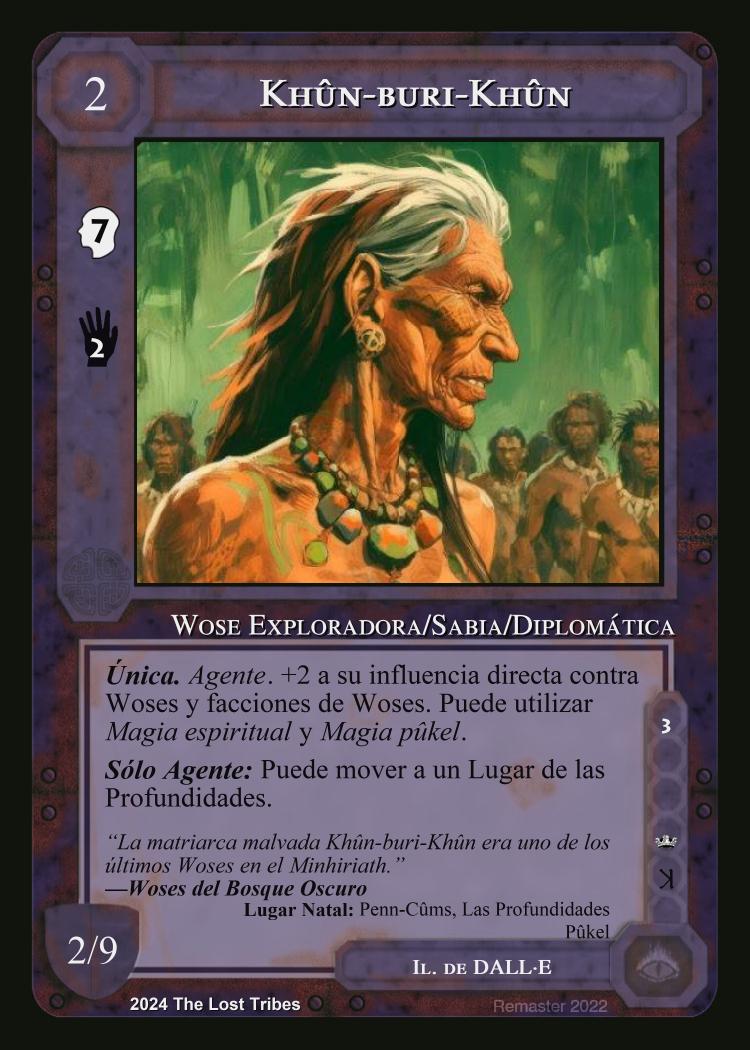 2
Khûn-buri-Khûn
7
2
Wose Exploradora/Sabia/Diplomática
Única. Agente. +2 a su influencia directa contra
Woses y facciones de Woses. Puede utilizar
Magia espiritual y Magia pûkel.
3
Sólo Agente: Puede mover a un Lugar de las
Profundidades.
“La matriarca malvada Khûn-buri-Khûn era uno de los
últimos Woses en el Minhiriath.”
—Woses del Bosque Oscuro
Lugar Natal: Penn-Cûms, Las Profundidades
Pûkel
2/9
Il. de DALL·E
2024 The Lost Tribes
Remaster 2022